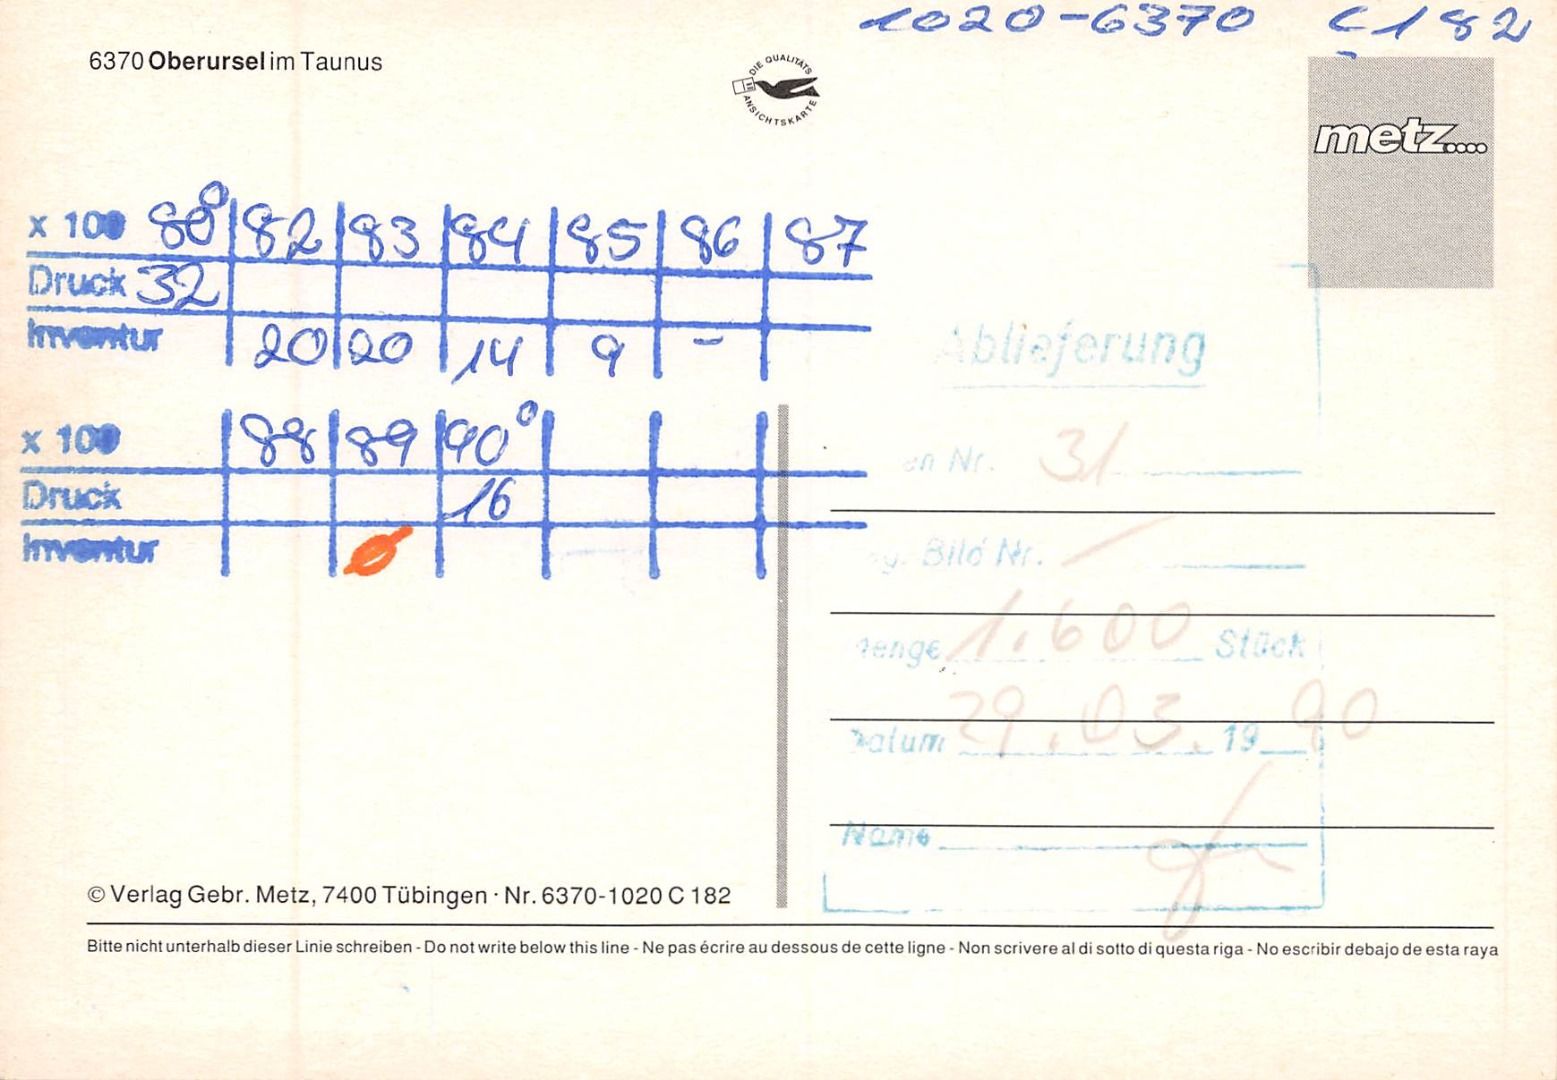 1020-6370 C 182
6370 Oberursel im Taunus
DIE QUALITÄTS
ANSICHTSKARTE
metz....
x 100 80° 82 83 84 85 86 87
Druck 32
Inventur 20 20 14 9 -
Ablieferung
x 100 88 89 90°
en Nr. 31
Druck 16
Inventur
g. Bild Nr. /
enge 1.600 Stück
Datum 29.03. 1990
Name
© Verlag Gebr. Metz, 7400 Tübingen · Nr. 6370-1020 C 182
Bitte nicht unterhalb dieser Linie schreiben - Do not write below this line - Ne pas écrire au dessous de cette ligne - Non scrivere al di sotto di questa riga - No escribir debajo de esta raya